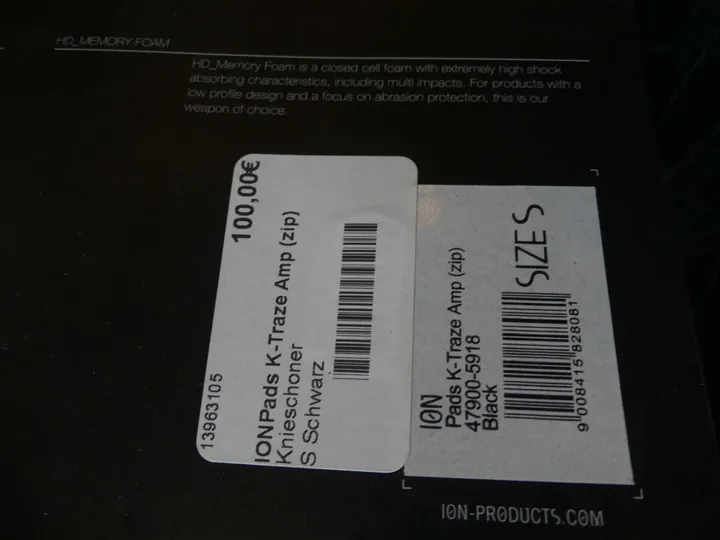 HD_MEMORY FOAM
HD_Memory Foam is a closed cell foam with extremely high shock
absorbing characteristics, including multi impacts. For products with a
low profile design and a focus on abrasion protection, this is our
weapon of choice.
100,00€
13963105
IONPads K-Traze Amp (zip)
Knieschoner
S Schwarz
ION
Pads K-Traze Amp (zip)
47900-5918
Black
SIZE S
9 008415 828081
ION-PRODUCTS.COM